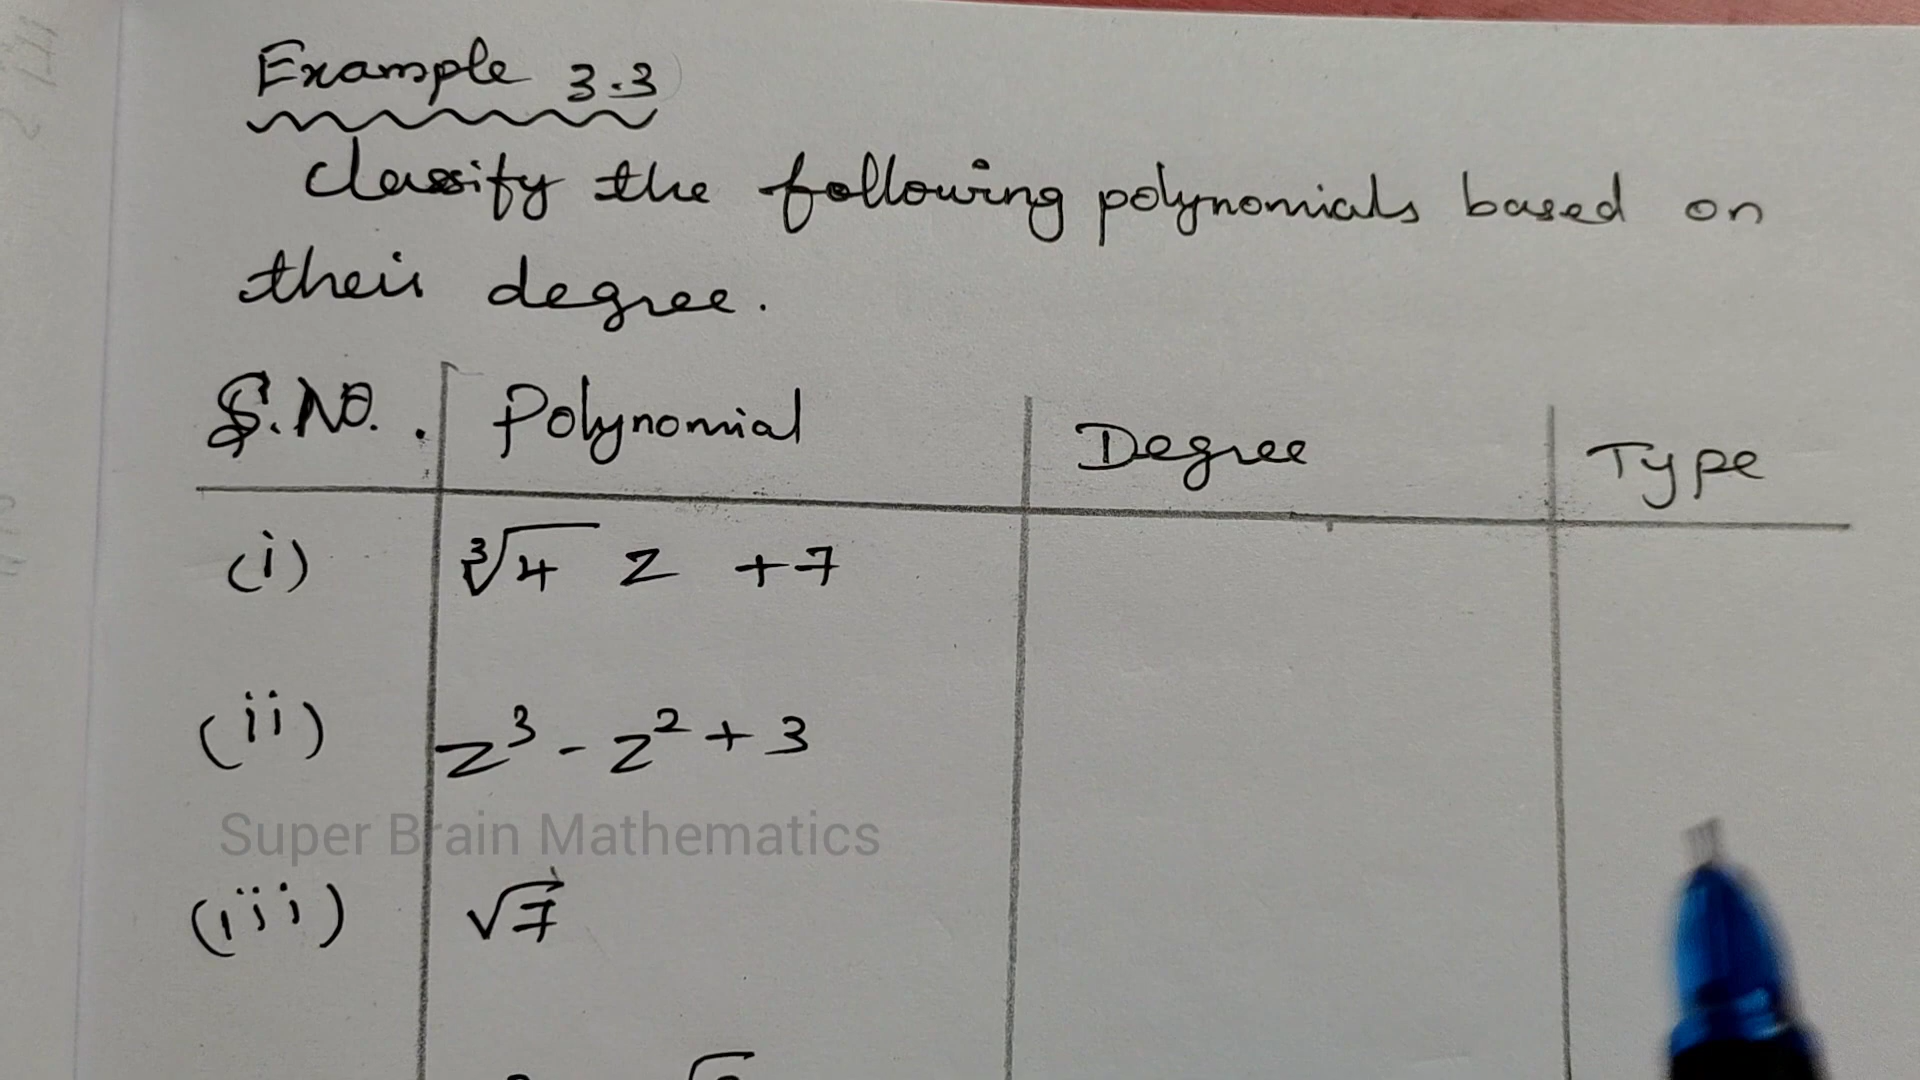 Example 3.3
Classify the following polynomials based on
their degree.
S.NO. . Polynomial Degree Type
(i) ∛4 z +7
(ii) z³ - z² + 3
Super Brain Mathematics
(iii) √7